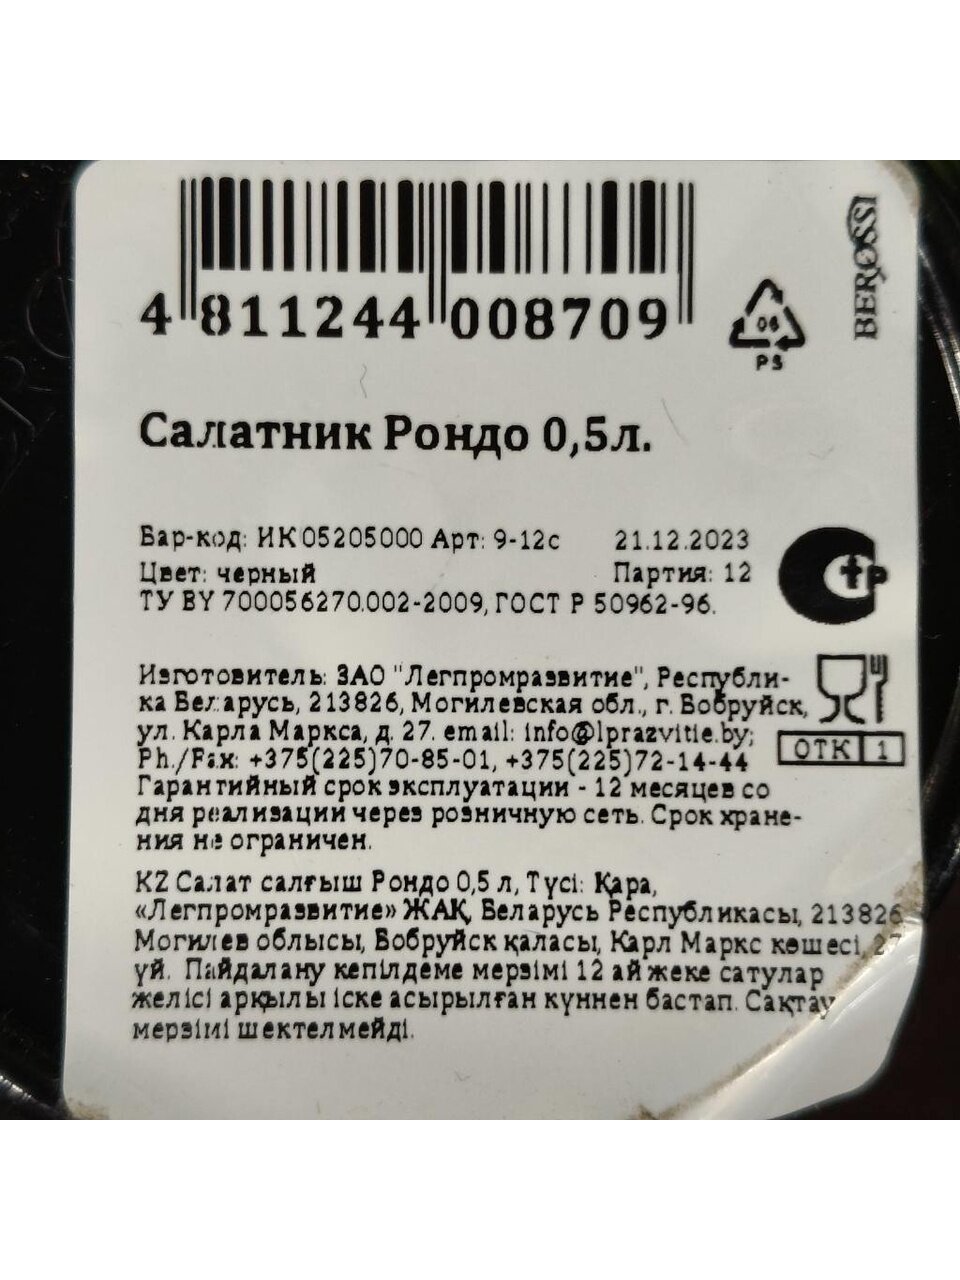 4 811244 008709
BEROSSI
06
PS
Салатник Рондо 0,5л.
Бар-код: ИК05205000 Арт: 9-12с 21.12.2023
Цвет: черный Партия: 12
ТУ BY 700056270.002-2009, ГОСТ Р 50962-96.
Изготовитель: ЗАО "Легпромразвитие", Республи-
ка Беларусь, 213826, Могилевская обл., г. Бобруйск,
ул. Карла Маркса, д. 27. email: info@lprazvitie.by;
Ph./Fax: +375(225)70-85-01, +375(225)72-14-44
ОТК 1
Гарантийный срок эксплуатации - 12 месяцев со
дня реализации через розничную сеть. Срок хране-
ния не ограничен.
KZ Салат салғыш Рондо 0,5 л, Түсі: Қара,
«Легпромразвитие» ЖАҚ, Беларусь Республикасы, 213826
Могилев облысы, Бобруйск қаласы, Карл Маркс көшесі, 27
үй. Пайдалану кепілдеме мерзімі 12 ай жеке сатулар
желісі арқылы іске асырылған күннен бастап. Сақтау
мерзімі шектелмейді.